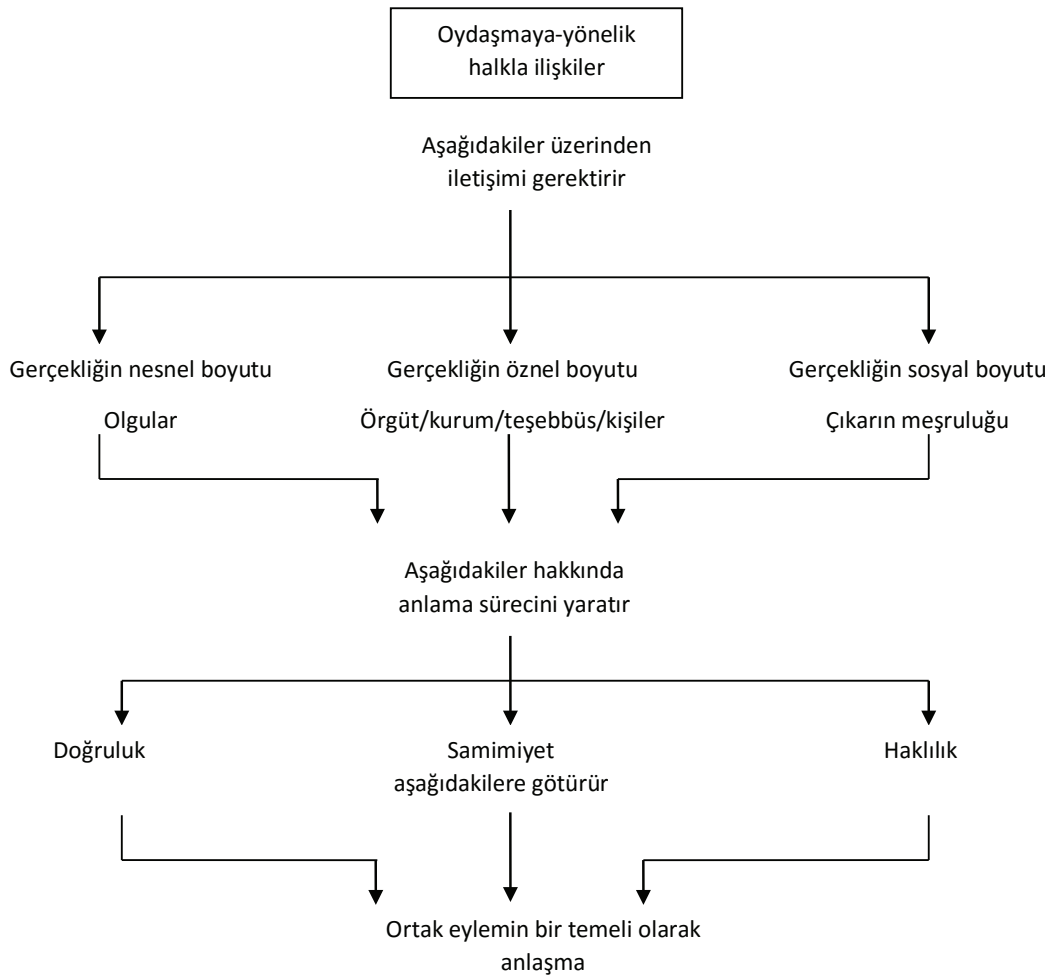 Oydaşmaya-yönelik
halkla ilişkiler
Aşağıdakiler üzerinden
iletişimi gerektirir
Gerçekliğin nesnel boyutu
Gerçekliğin öznel boyutu
Gerçekliğin sosyal boyutu
Olgular
Örgüt/kurum/teşebbüs/kişiler
Çıkarın meşruluğu
Aşağıdakiler hakkında
anlama sürecini yaratır
Doğruluk
Samimiyet
Haklılık
aşağıdakilere götürür
Ortak eylemin bir temeli olarak
anlaşma